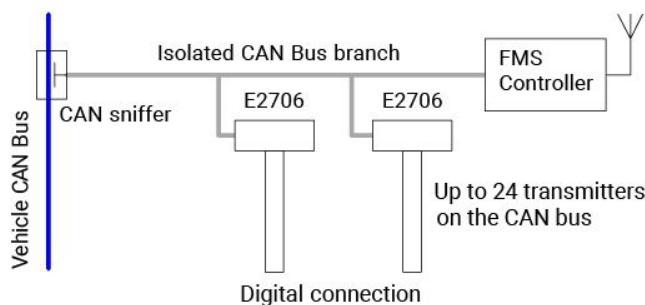 Isolated CAN Bus branch
FMS
Controller
E2706
E2706
CAN sniffer
Vehicle CAN Bus
Up to 24 transmitters
on the CAN bus
Digital connection